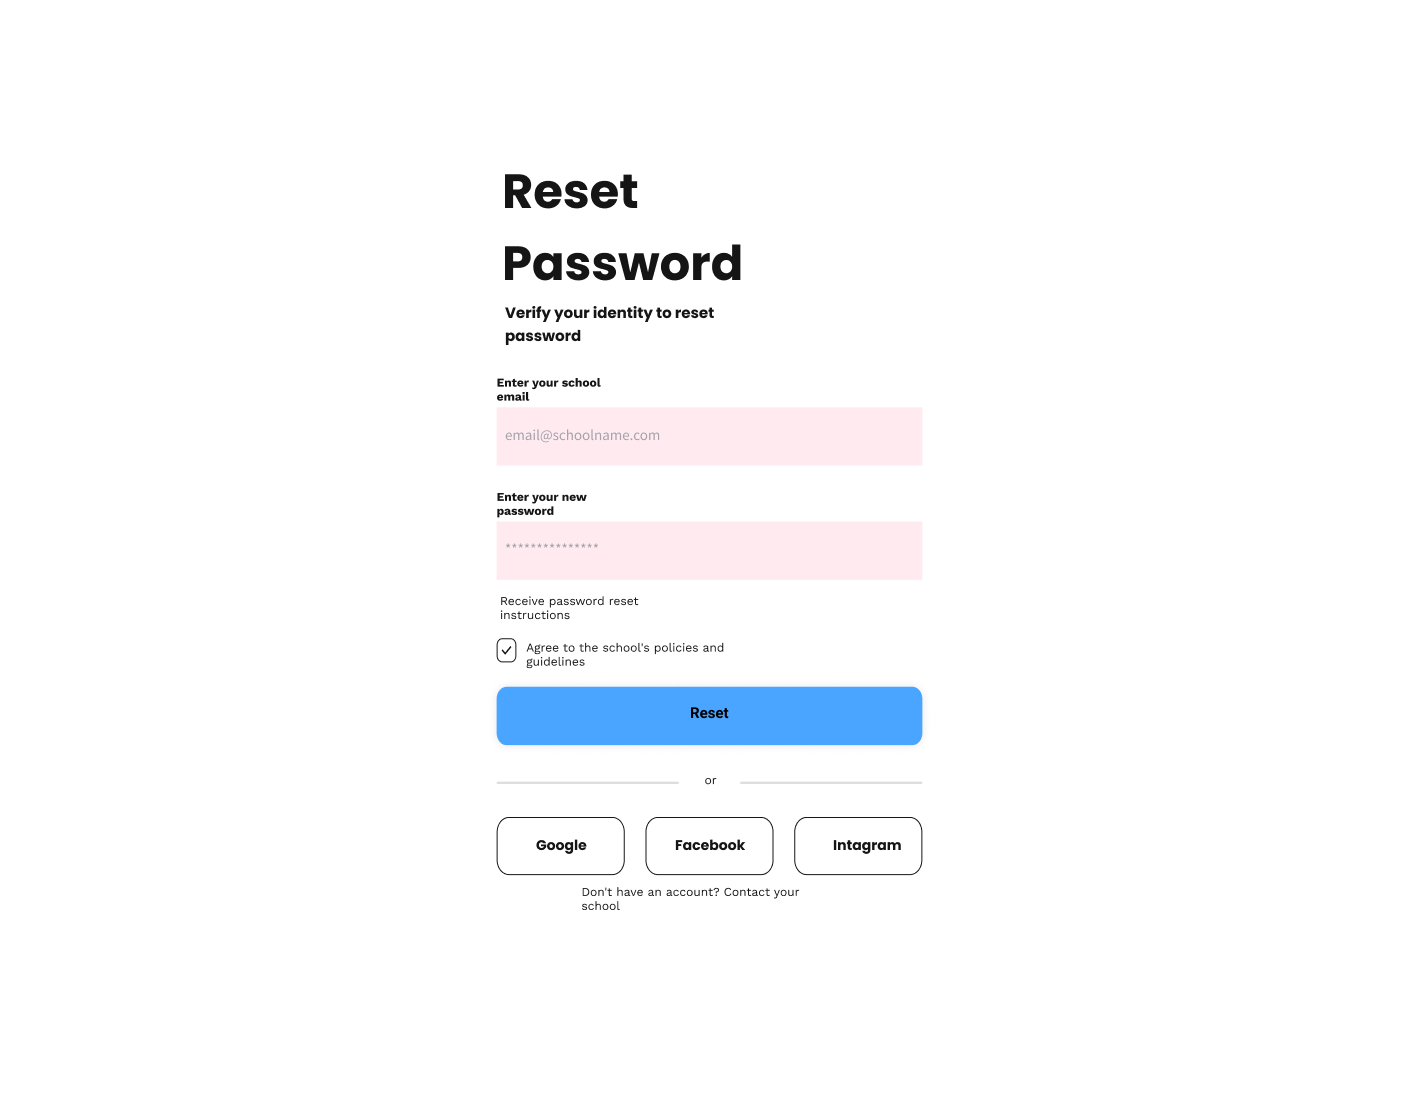 Reset
Password
Verify your identity to reset
password
Enter your school
email
email@schoolname.com
Enter your new
password
***************
Receive password reset
instructions
Agree to the school's policies and
guidelines
Reset
or
Google Facebook Intagram
Don't have an account? Contact your
school